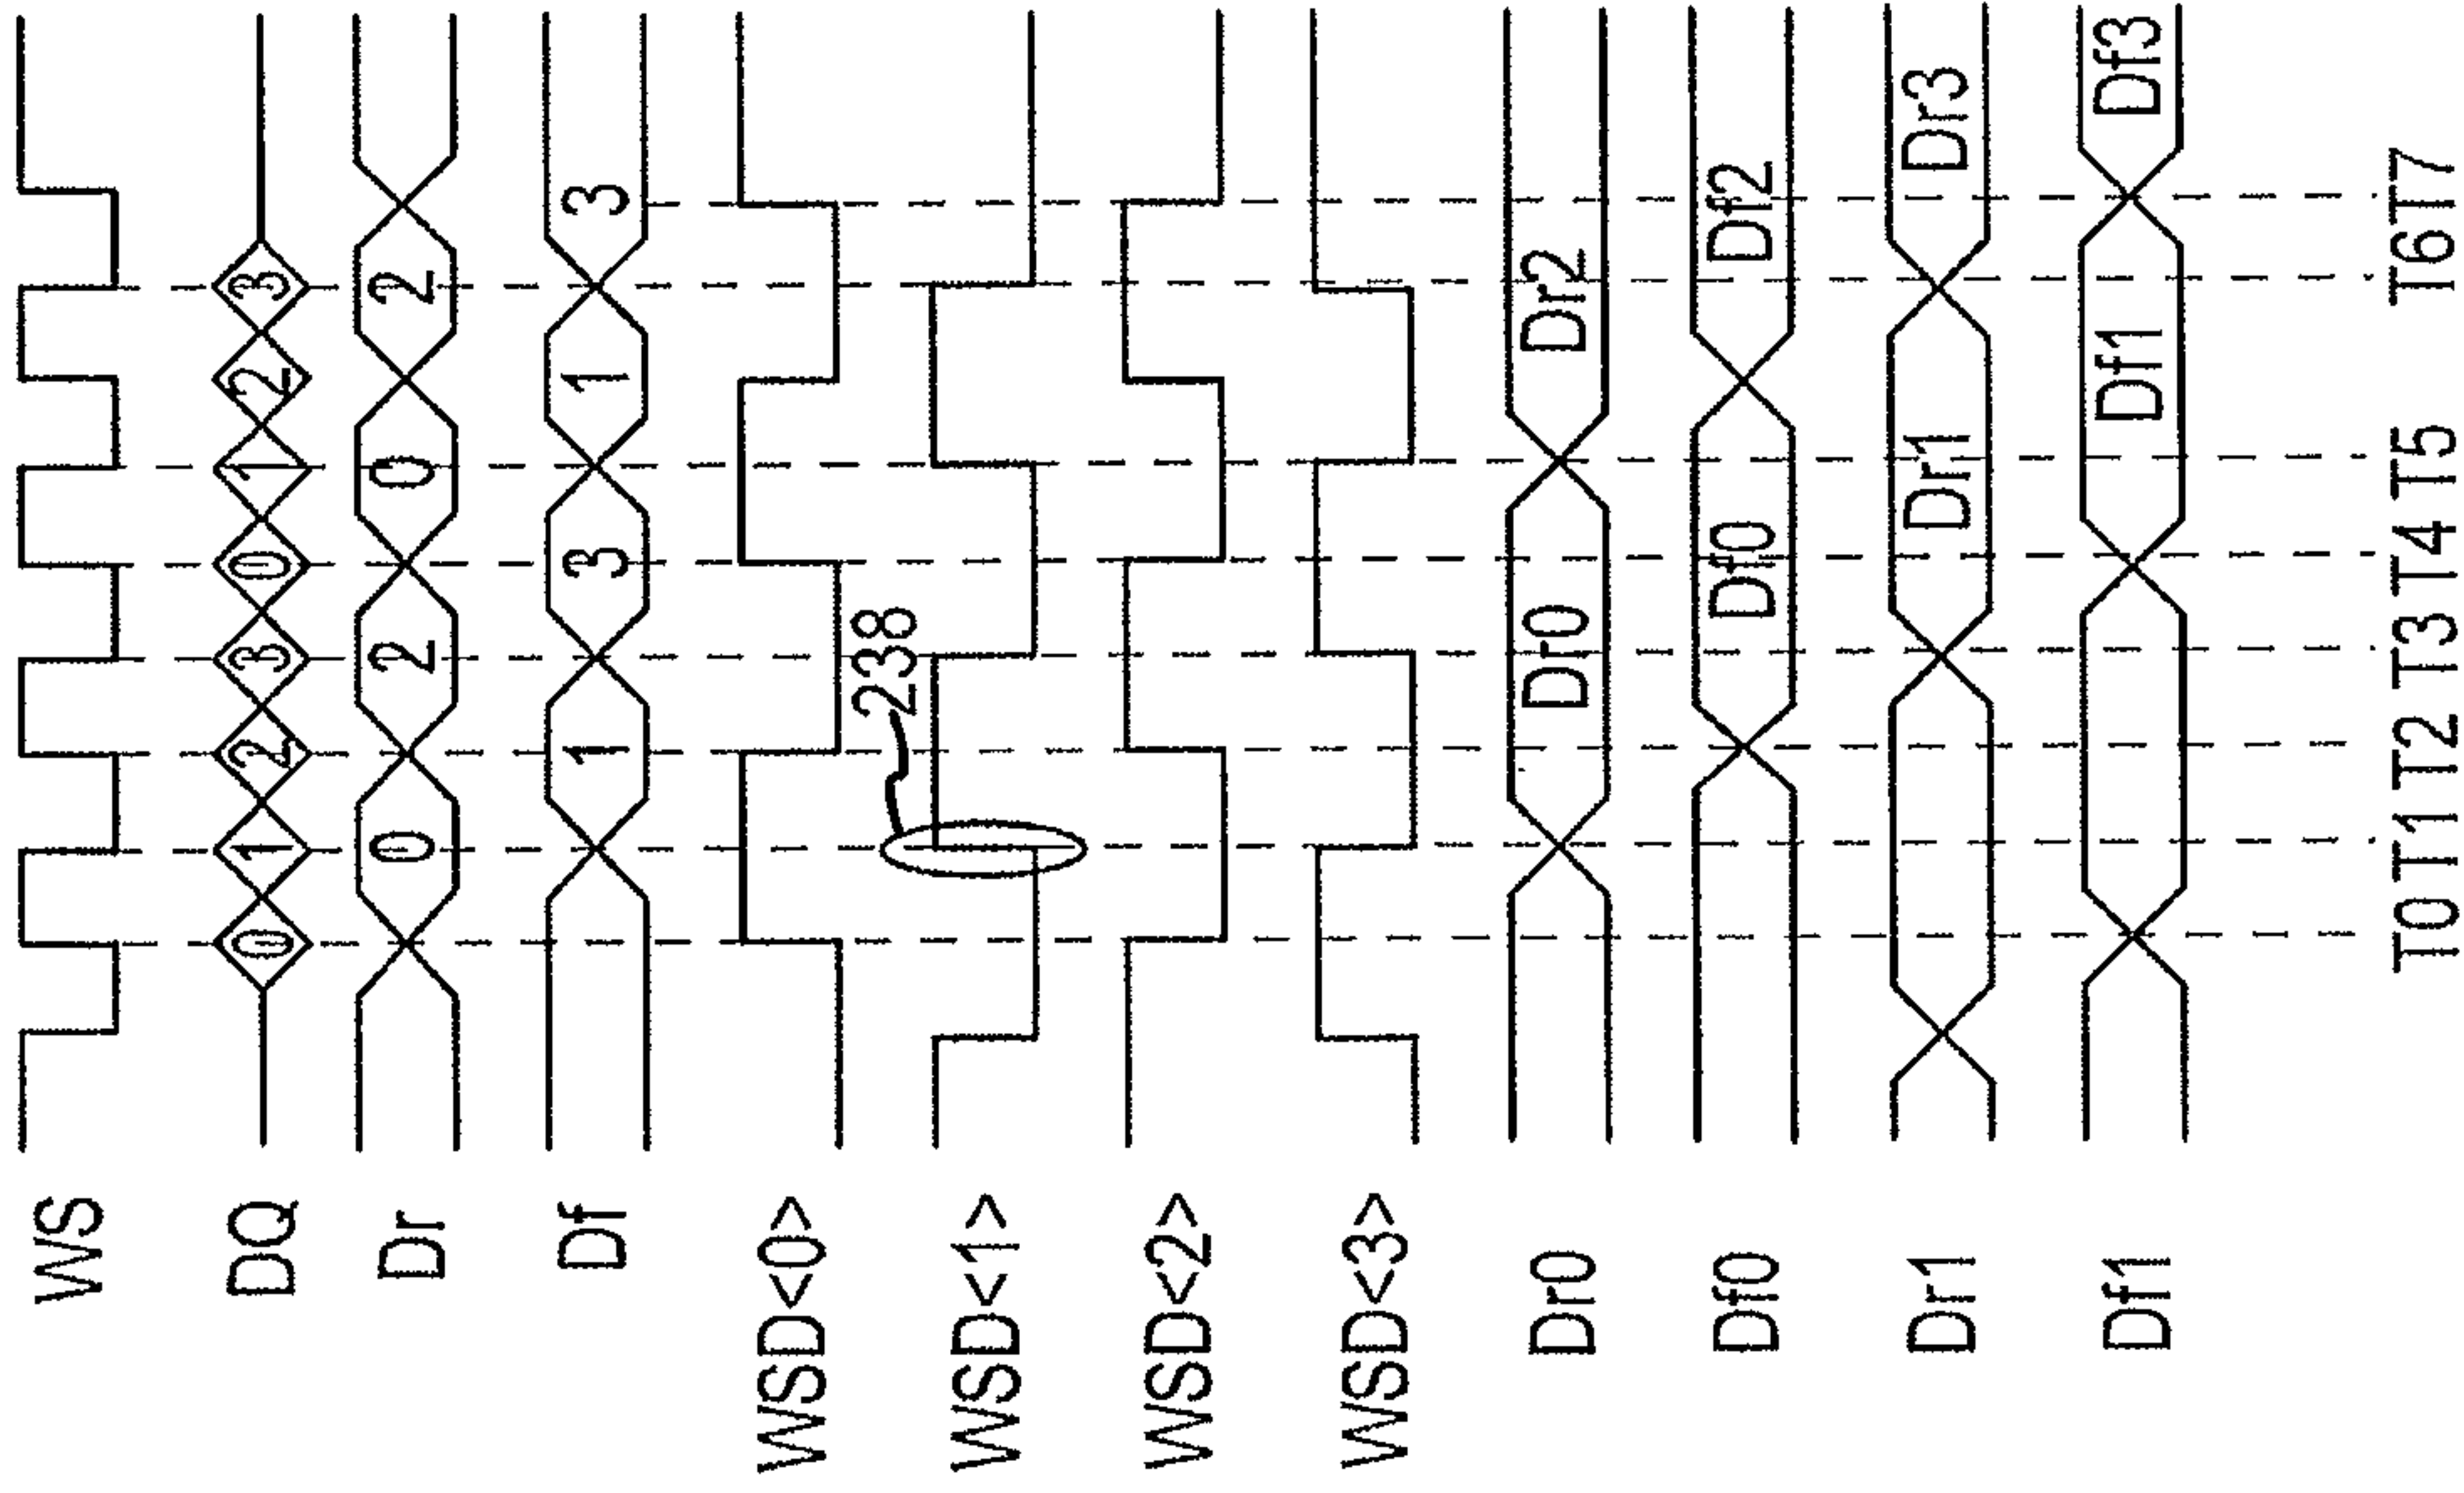 WS
DQ 0 1 2 3 0 1 2 3
Dr 0 2 0 2
Df 1 3 1 3
WSD<0>
238
WSD<1>
WSD<2>
WSD<3>
Dr0 Dr0 Dr2
Df0 Df0 Df2
Dr1 Dr1 Dr3
Df1 Df1 Df3
T0 T1 T2 T3 T4 T5 T6 T7